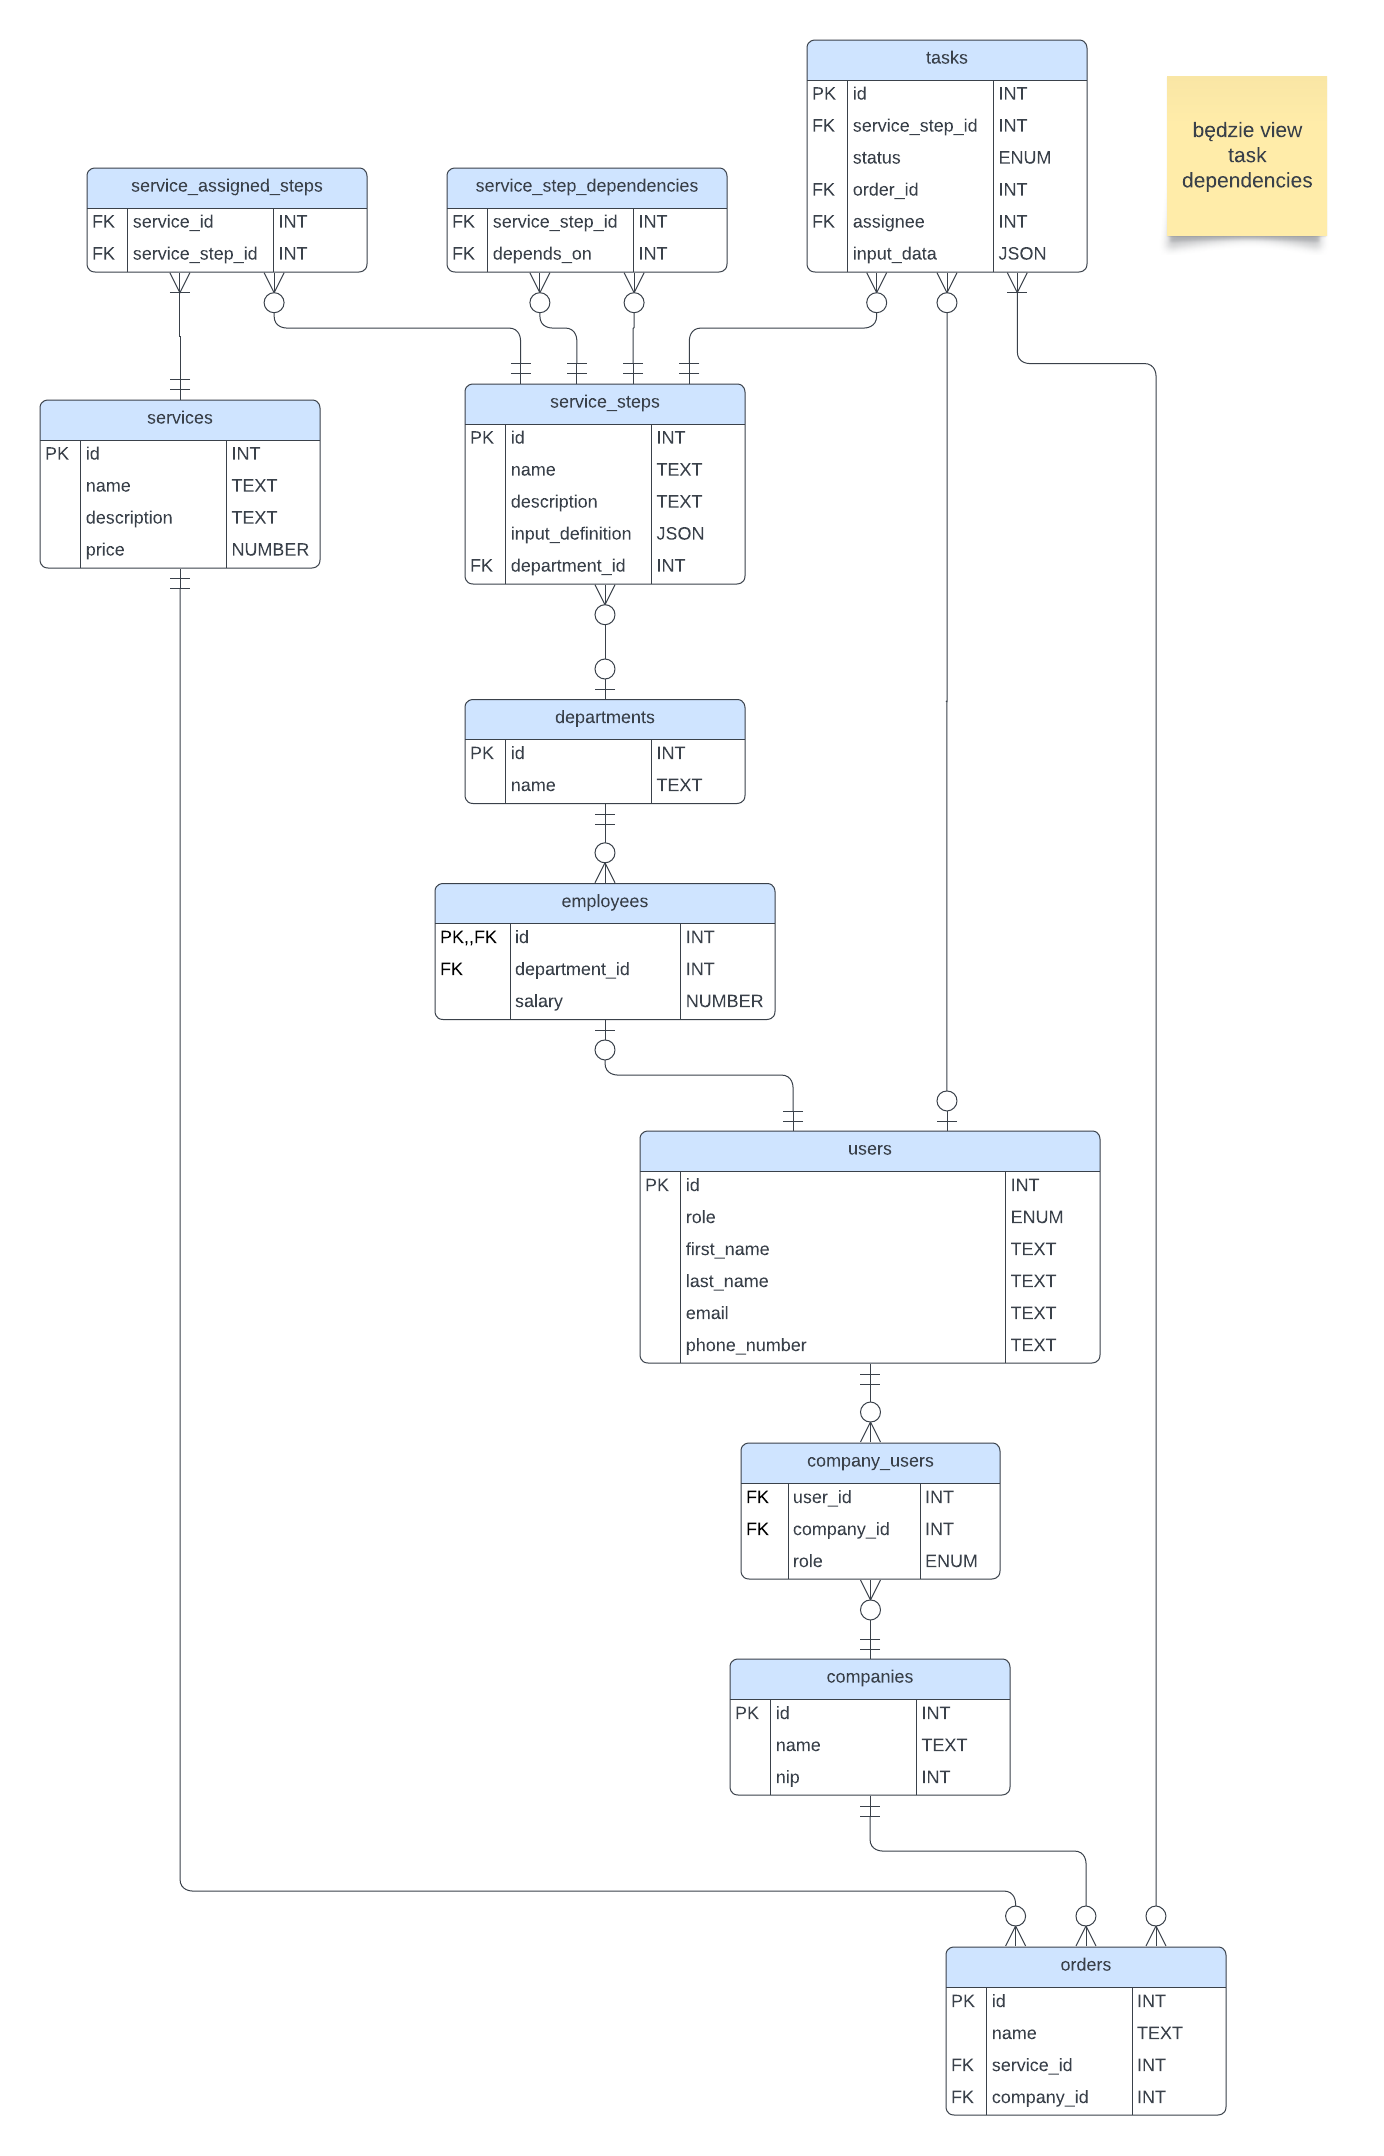 tasks
PK id INT
FK service_step_id INT
status ENUM
FK order_id INT
FK assignee INT
input_data JSON
będzie view
task
dependencies
service_assigned_steps
FK service_id INT
FK service_step_id INT
service_step_dependencies
FK service_step_id INT
FK depends_on INT
services
PK id INT
name TEXT
description TEXT
price NUMBER
service_steps
PK id INT
name TEXT
description TEXT
input_definition JSON
FK department_id INT
departments
PK id INT
name TEXT
employees
PK,,FK id INT
FK department_id INT
salary NUMBER
users
PK id INT
role ENUM
first_name TEXT
last_name TEXT
email TEXT
phone_number TEXT
company_users
FK user_id INT
FK company_id INT
role ENUM
companies
PK id INT
name TEXT
nip INT
orders
PK id INT
name TEXT
FK service_id INT
FK company_id INT